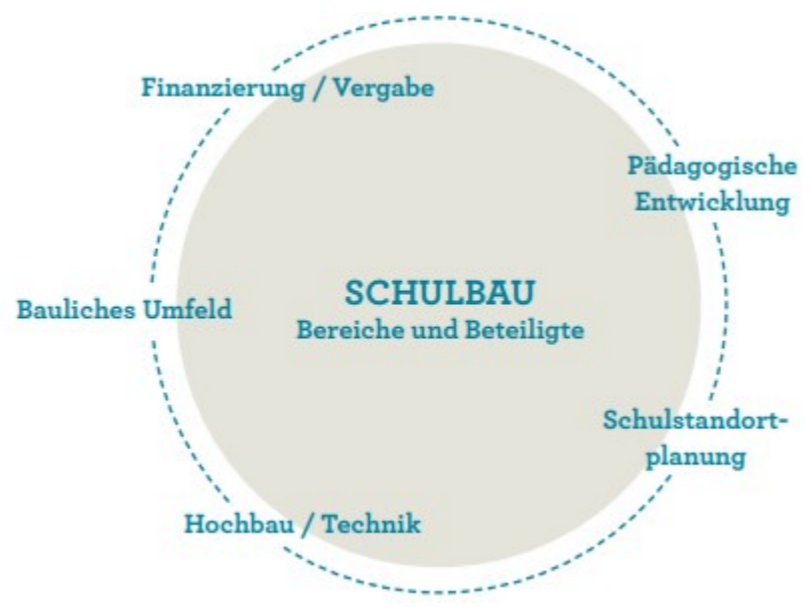 Finanzierung / Vergabe
Pädagogische
Entwicklung
SCHULBAU
Bereiche und Beteiligte
Bauliches Umfeld
Schulstandort-
planung
Hochbau / Technik